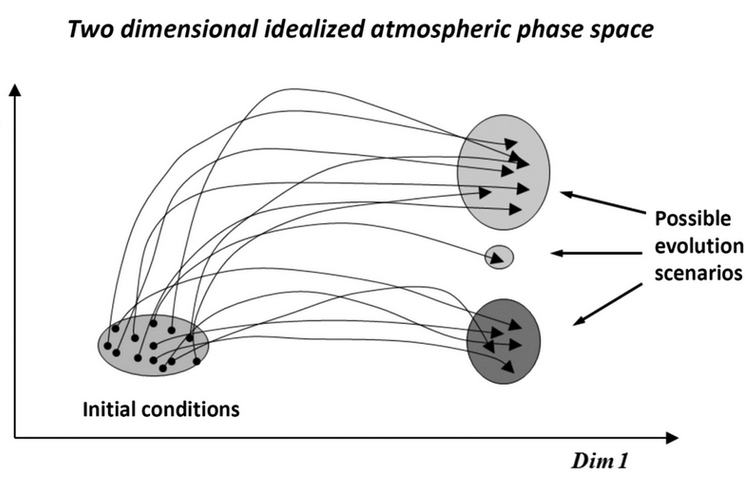 Two dimensional idealized atmospheric phase space
Possible
evolution
scenarios
Initial conditions
Dim 1